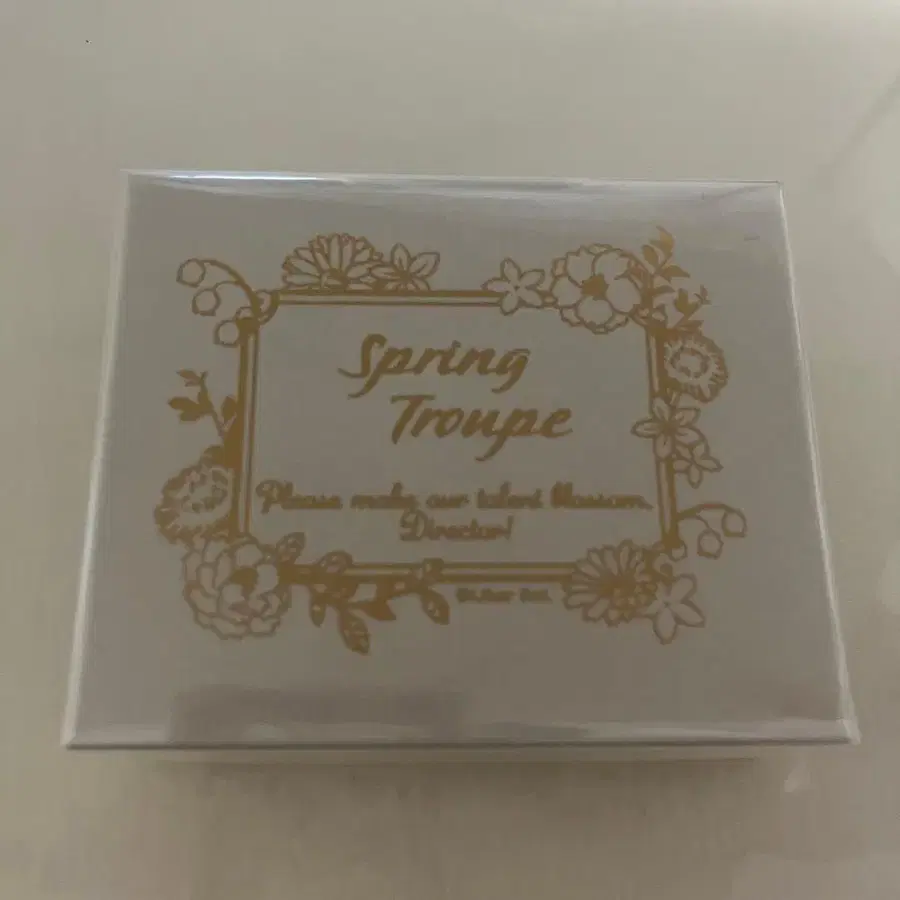 Spring
Troupe
Please make our talent blossom,
Director!